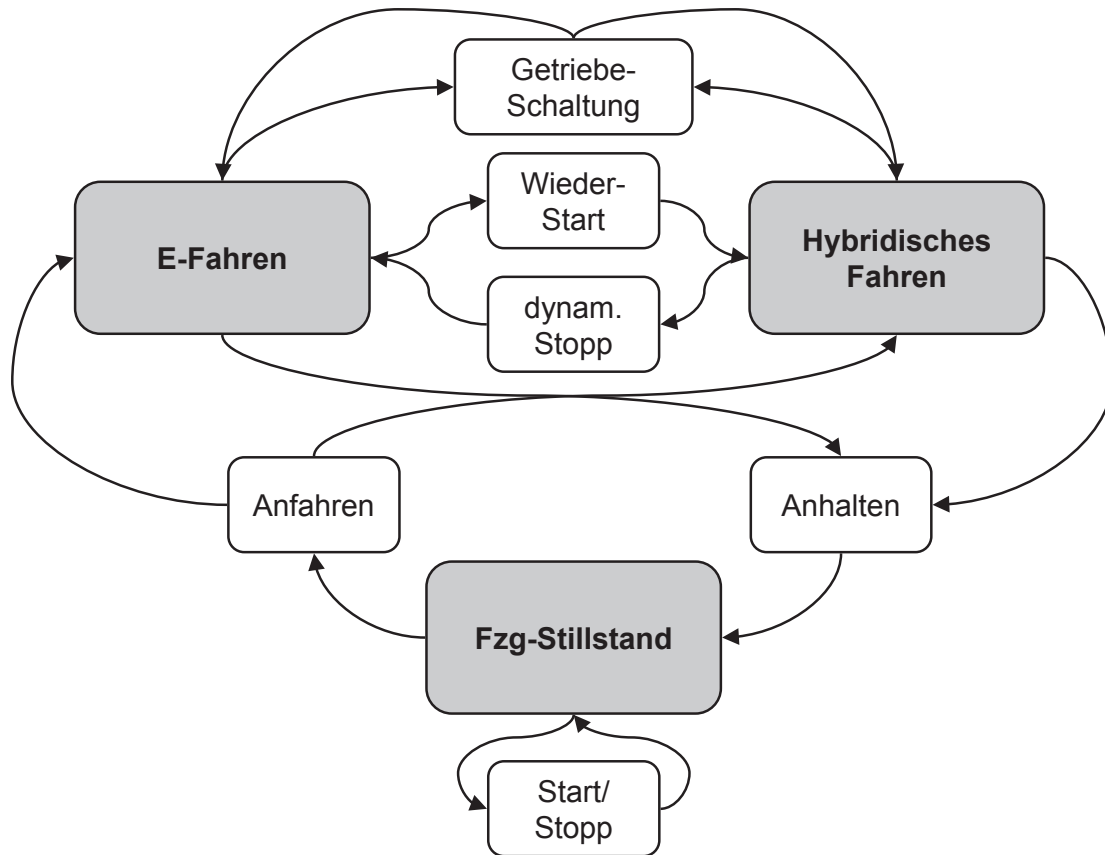 Getriebe-
Schaltung
Wieder-
Start
E-Fahren
Hybridisches
Fahren
dynam.
Stopp
Anfahren
Anhalten
Fzg-Stillstand
Start/
Stopp